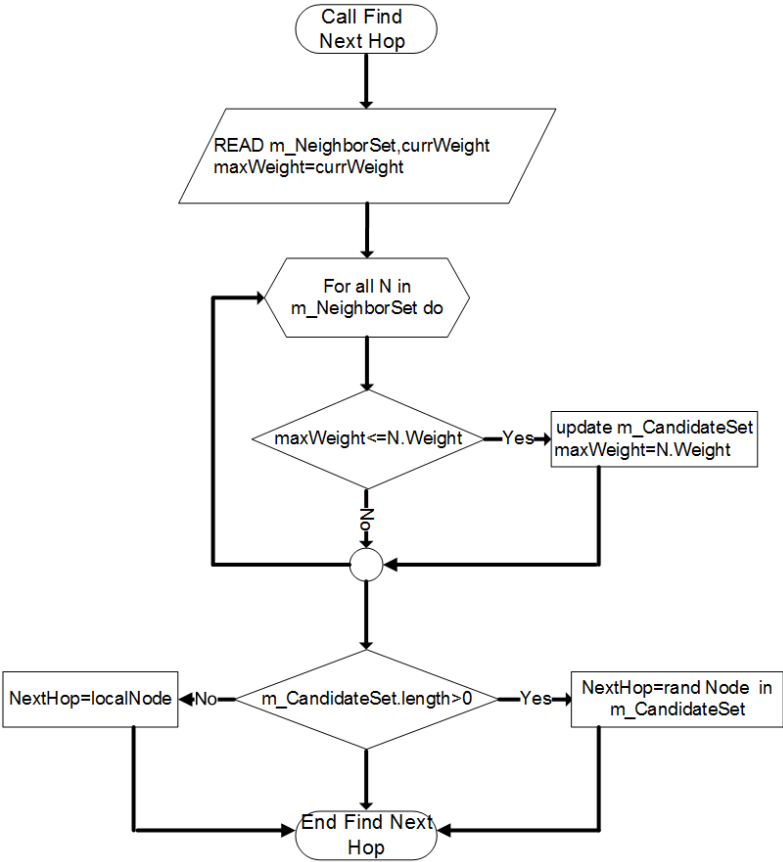 Call Find
Next Hop
READ m_NeighborSet,currWeight
maxWeight=currWeight
For all N in
m_NeighborSet do
maxWeight<=N.Weight
Yes
update m_CandidateSet
maxWeight=N.Weight
No
m_CandidateSet.length>0
No
NextHop=localNode
Yes
NextHop=rand Node in
m_CandidateSet
End Find Next
Hop